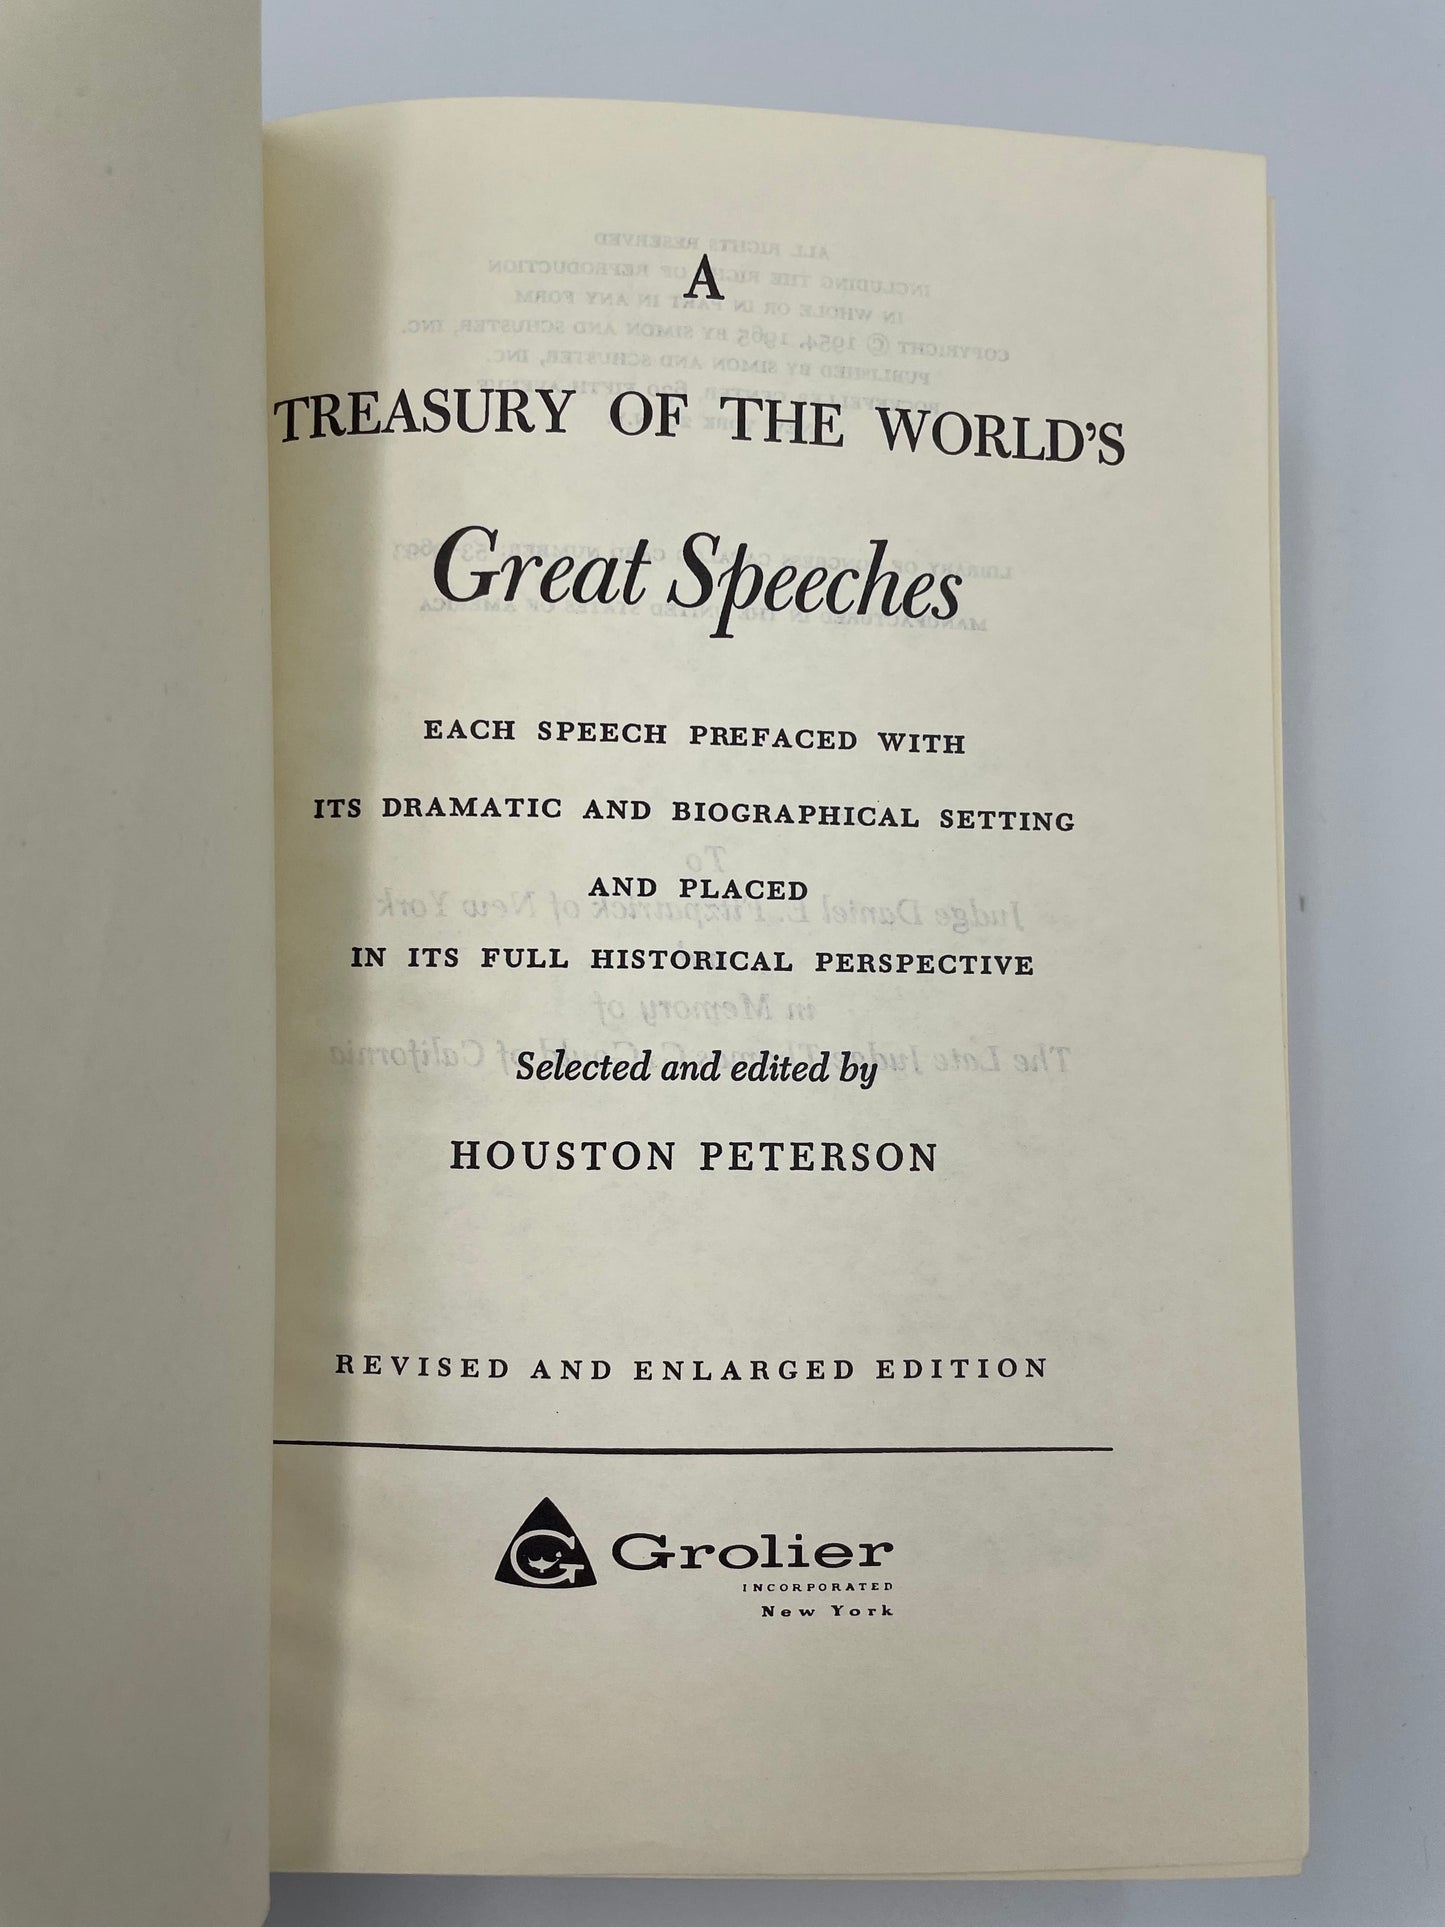 A
TREASURY OF THE WORLD'S
Great Speeches
EACH SPEECH PREFACED WITH
ITS DRAMATIC AND BIOGRAPHICAL SETTING
AND PLACED
IN ITS FULL HISTORICAL PERSPECTIVE
Selected and edited by
HOUSTON PETERSON
REVISED AND ENLARGED EDITION
G Grolier
INCORPORATED
New York